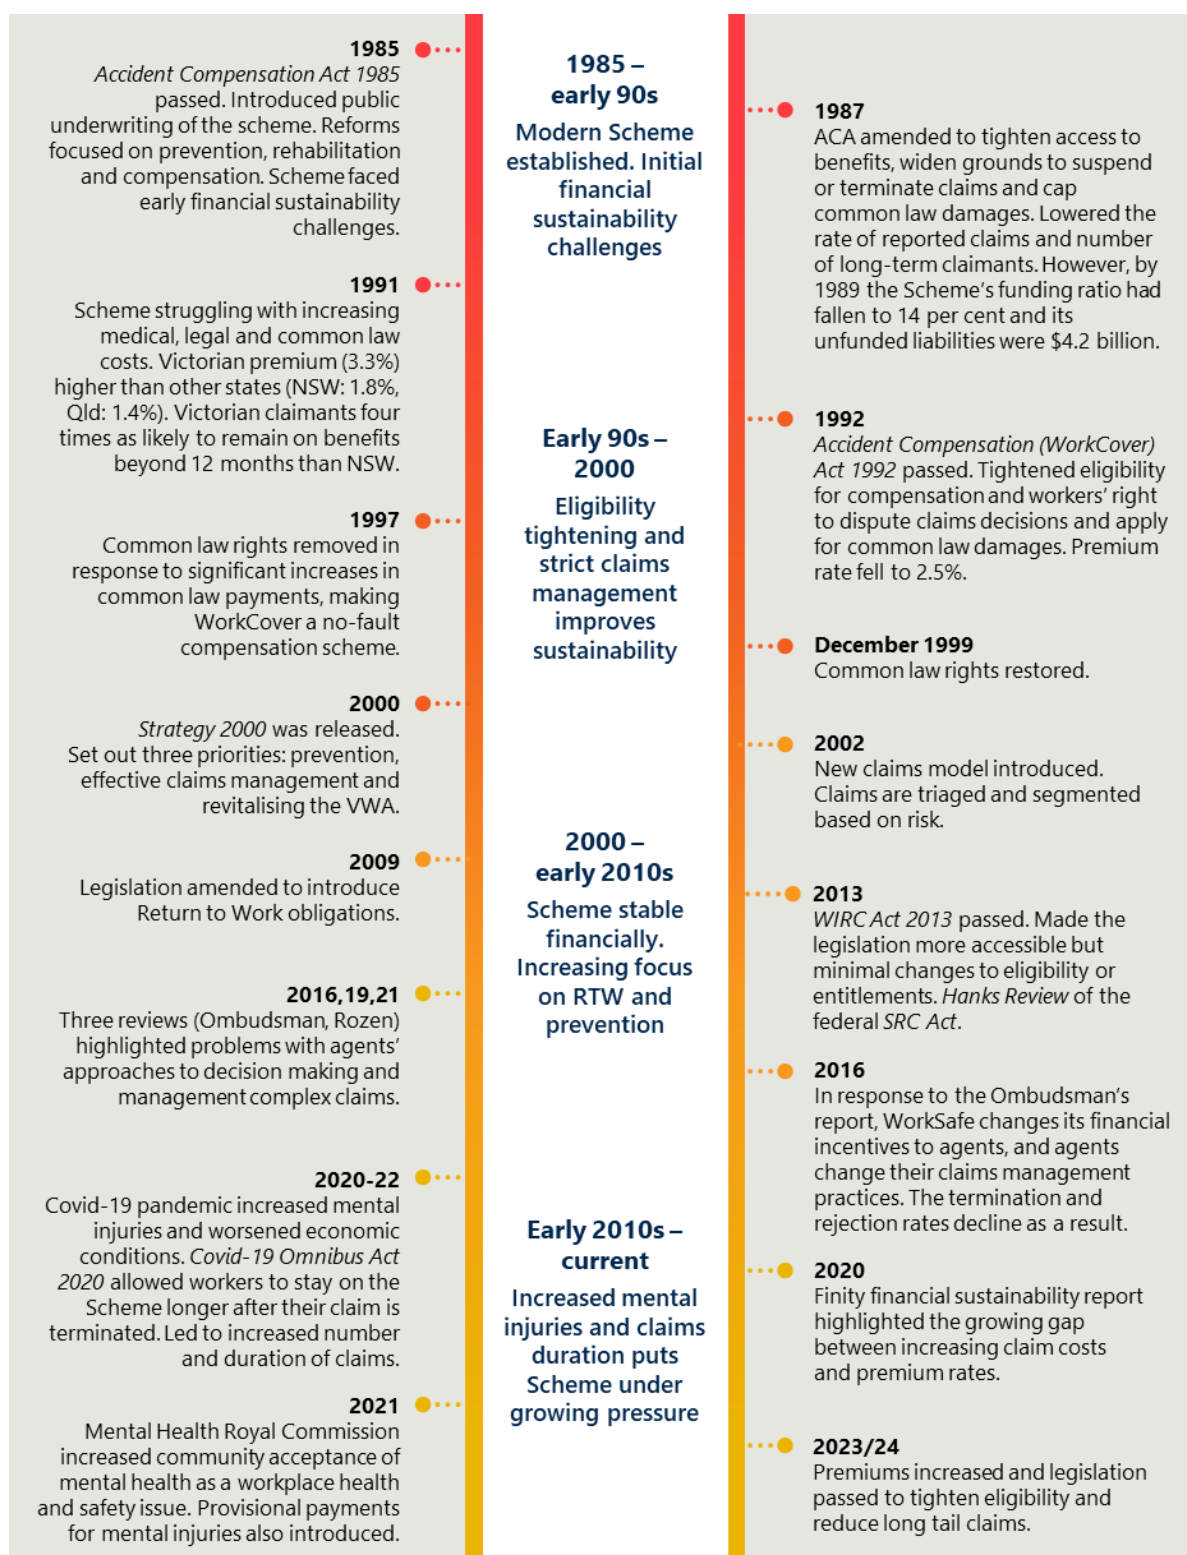 1985
Accident Compensation Act 1985
passed. Introduced public
underwriting of the scheme. Reforms
focused on prevention, rehabilitation
and compensation. Scheme faced
early financial sustainability
challenges.
1991
Scheme struggling with increasing
medical, legal and common law
costs. Victorian premium (3.3%)
higher than other states (NSW: 1.8%,
Qld: 1.4%). Victorian claimants four
times as likely to remain on benefits
beyond 12 months than NSW.
1997
Common law rights removed in
response to significant increases in
common law payments, making
WorkCover a no-fault
compensation scheme.
2000
Strategy 2000 was released.
Set out three priorities: prevention,
effective claims management and
revitalising the VWA.
2009
Legislation amended to introduce
Return to Work obligations.
2016,19,21
Three reviews (Ombudsman, Rozen)
highlighted problems with agents'
approaches to decision making and
management complex claims.
2020-22
Covid-19 pandemic increased mental
injuries and worsened economic
conditions. Covid-19 Omnibus Act
2020 allowed workers to stay on the
Scheme longer after their claim is
terminated. Led to increased number
and duration of claims.
2021
Mental Health Royal Commission
increased community acceptance of
mental health as a workplace health
and safety issue. Provisional payments
for mental injuries also introduced.
1985 –
early 90s
Modern Scheme
established. Initial
financial
sustainability
challenges
Early 90s –
2000
Eligibility
tightening and
strict claims
management
improves
sustainability
2000 –
early 2010s
Scheme stable
financially.
Increasing focus
on RTW and
prevention
Early 2010s –
current
Increased mental
injuries and claims
duration puts
Scheme under
growing pressure
1987
ACA amended to tighten access to
benefits, widen grounds to suspend
or terminate claims and cap
common law damages. Lowered the
rate of reported claims and number
of long-term claimants. However, by
1989 the Scheme's funding ratio had
fallen to 14 per cent and its
unfunded liabilities were $4.2 billion.
1992
Accident Compensation (WorkCover)
Act 1992 passed. Tightened eligibility
for compensation and workers' right
to dispute claims decisions and apply
for common law damages. Premium
rate fell to 2.5%.
December 1999
Common law rights restored.
2002
New claims model introduced.
Claims are triaged and segmented
based on risk.
2013
WIRC Act 2013 passed. Made the
legislation more accessible but
minimal changes to eligibility or
entitlements. Hanks Review of the
federal SRC Act.
2016
In response to the Ombudsman's
report, WorkSafe changes its financial
incentives to agents, and agents
change their claims management
practices. The termination and
rejection rates decline as a result.
2020
Finity financial sustainability report
highlighted the growing gap
between increasing claim costs
and premium rates.
2023/24
Premiums increased and legislation
passed to tighten eligibility and
reduce long tail claims.